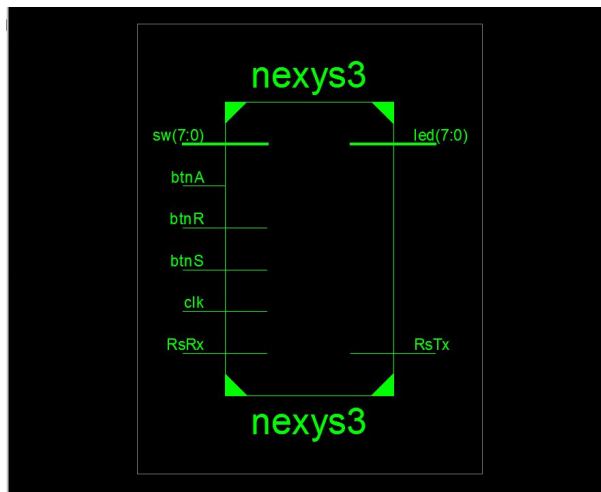 nexys3
sw(7:0) led(7:0)
btnA
btnR
btnS
clk
RsRx RsTx
nexys3